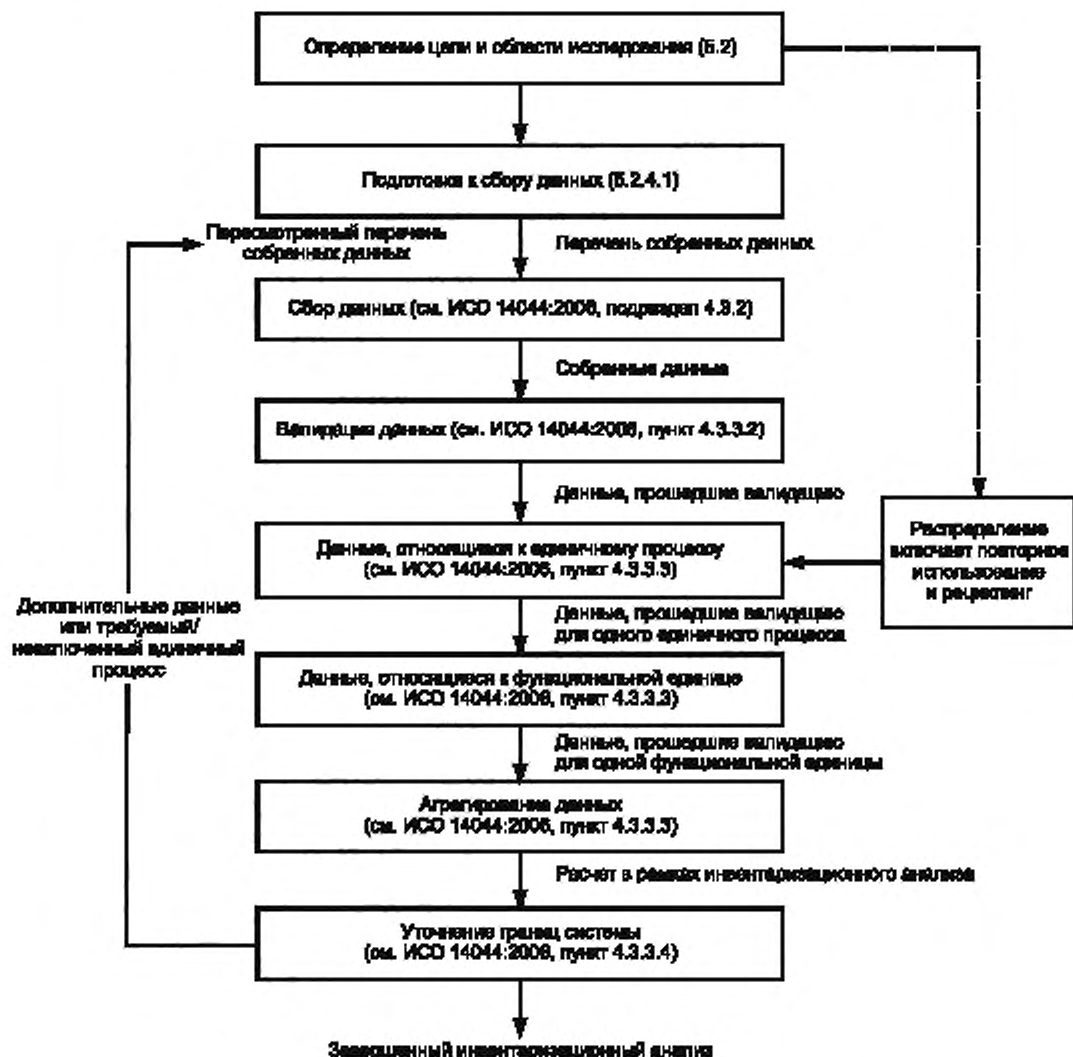 Определение цели и области исследования (5.2)
Подготовка к сбору данных (5.2.4.1)
Пересмотренный перечень
собранных данных
Перечень собранных данных
Сбор данных (см. ИСО 14044:2006, подраздел 4.3.2)
Собранные данные
Валидация данных (см. ИСО 14044:2006, пункт 4.3.3.2)
Данные, прошедшие валидацию
Распределение
включает повторное
использование
и рециклинг
Данные, относящиеся к единичному процессу
(см. ИСО 14044:2006, пункт 4.3.3.3)
Дополнительные данные
или требуемый/
невключенный единичный
процесс
Данные, прошедшие валидацию
для одного единичного процесса
Данные, относящиеся к функциональной единице
(см. ИСО 14044:2006, пункт 4.3.3.3)
Данные, прошедшие валидацию
для одной функциональной единицы
Агрегирование данных
(см. ИСО 14044:2006, пункт 4.3.3.3)
Расчет в рамках инвентаризационного анализа
Уточнение границ системы
(см. ИСО 14044:2006, пункт 4.3.3.4)
Завершенный инвентаризационный анализ